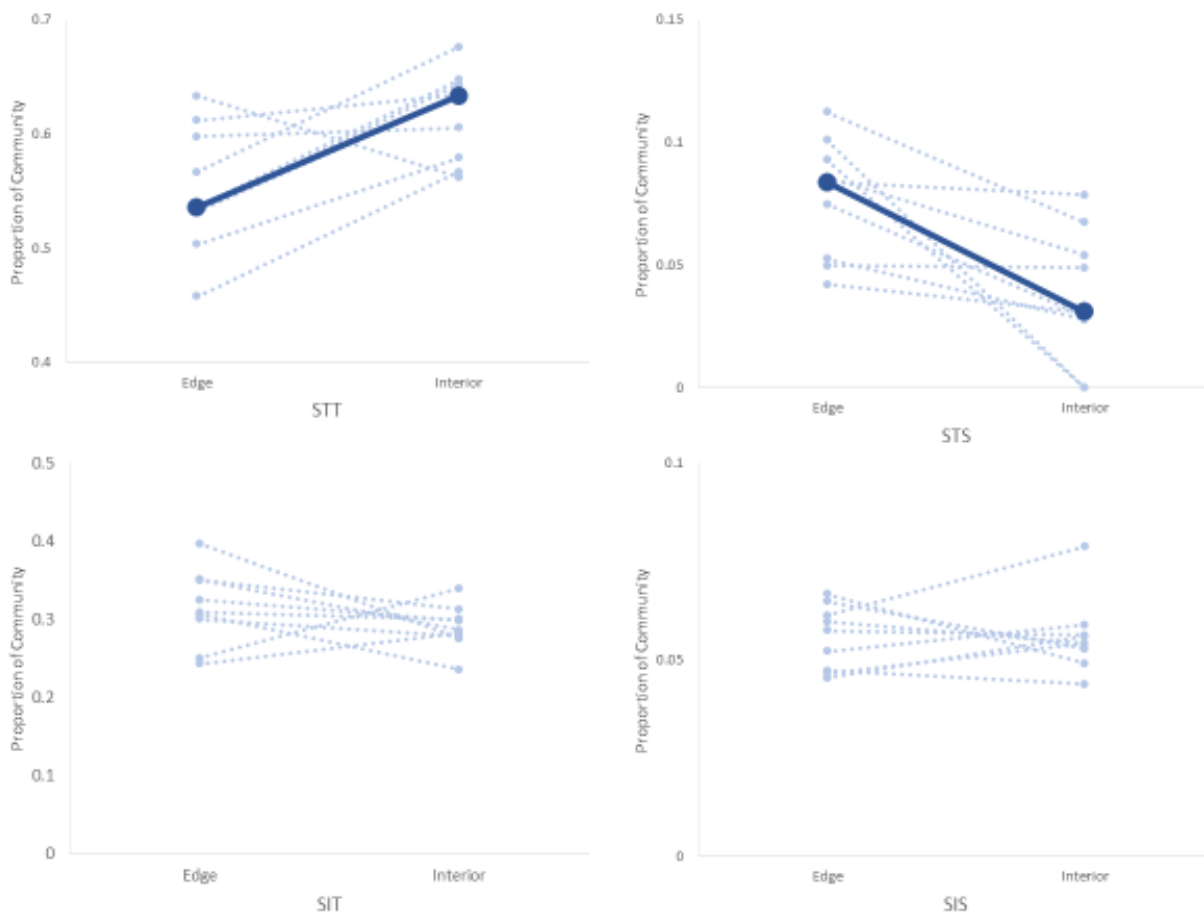 0.7
0.6
0.5
0.4
Proportion of Community
Edge
Interior
STT
0.15
0.1
0.05
0
Proportion of Community
Edge
Interior
STS
0.5
0.4
0.3
0.2
0.1
0
Proportion of Community
Edge
Interior
SIT
0.1
0.05
0
Proportion of Community
Edge
Interior
SIS